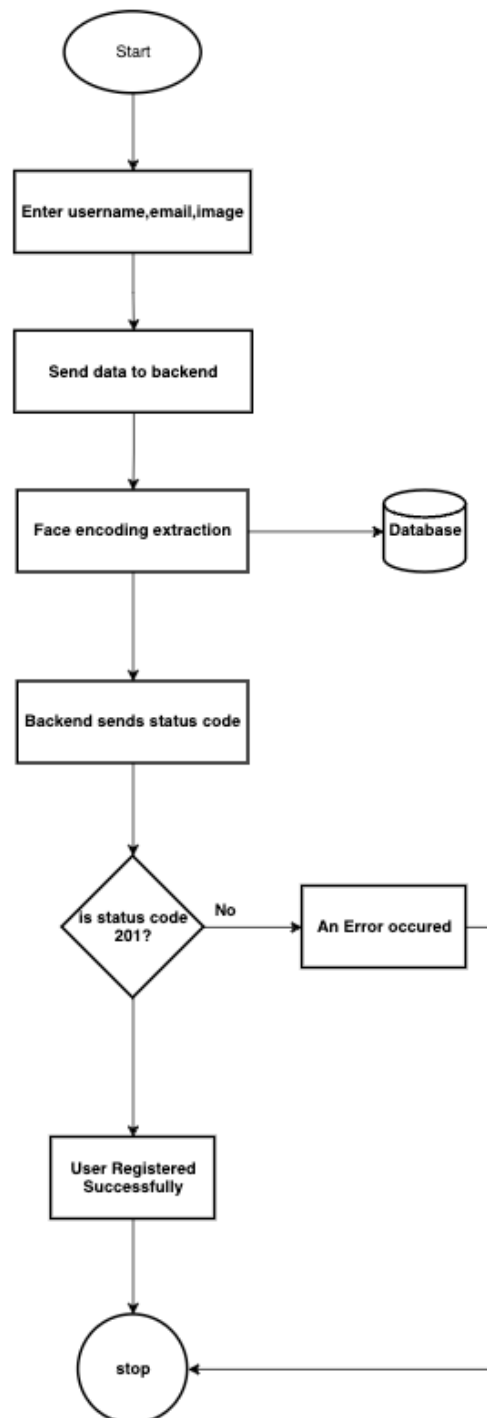 Start
Enter username,email,image
Send data to backend
Face encoding extraction
Database
Backend sends status code
is status code
201?
No
An Error occured
User Registered
Successfully
stop